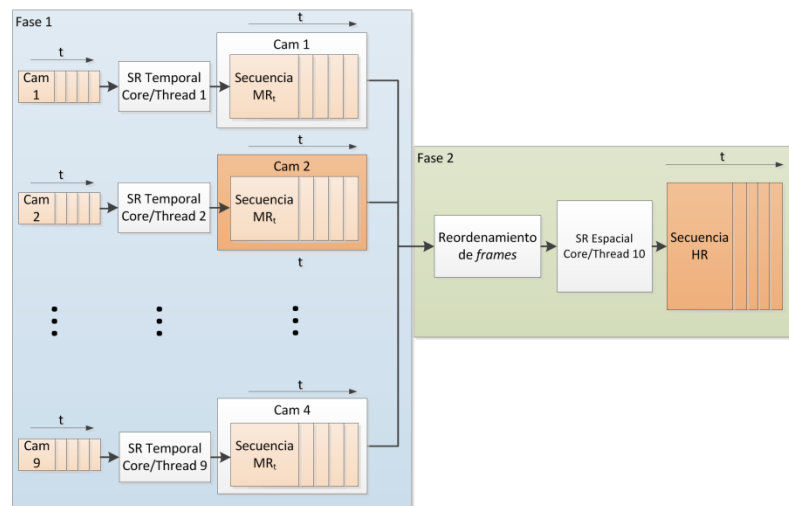 Fase 1
t
t
Cam 1
Cam
1
SR Temporal
Core/Thread 1
Secuencia
MRt
t
t
Cam 2
Cam
2
SR Temporal
Core/Thread 2
Secuencia
MRt
t
t
t
Cam 4
Cam
9
SR Temporal
Core/Thread 9
Secuencia
MRt
Fase 2
t
Reordenamiento
de frames
SR Espacial
Core/Thread 10
Secuencia
HR